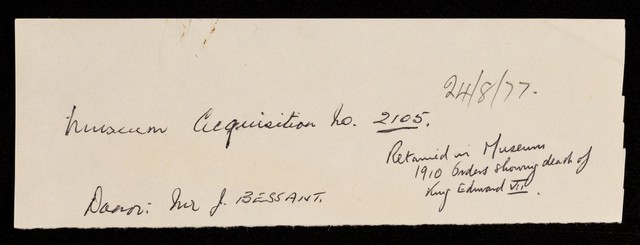 24/8/77.
Museum Acquisition No. 2105.
Retained in Museum
1910 Orders showing death of
King Edward VII.
Donor: Mr J. BESSANT.